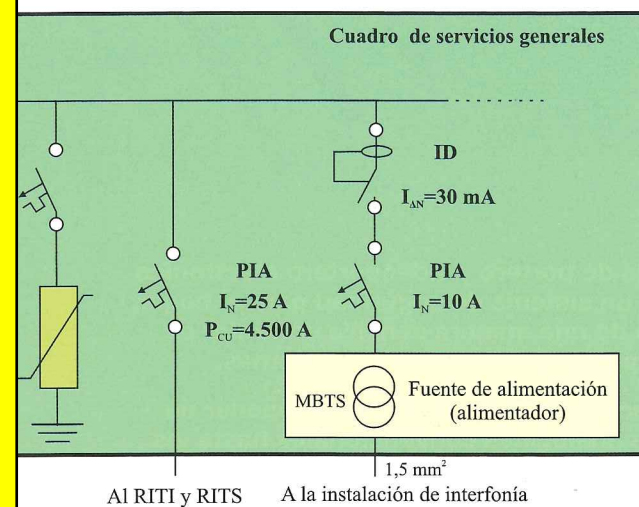 Cuadro de servicios generales
ID
I∆N=30 mA
PIA
IN=25 A
PCU=4.500 A
PIA
IN=10 A
MBTS
Fuente de alimentación
(alimentador)
1,5 mm²
Al RITI y RITS
A la instalación de interfonía